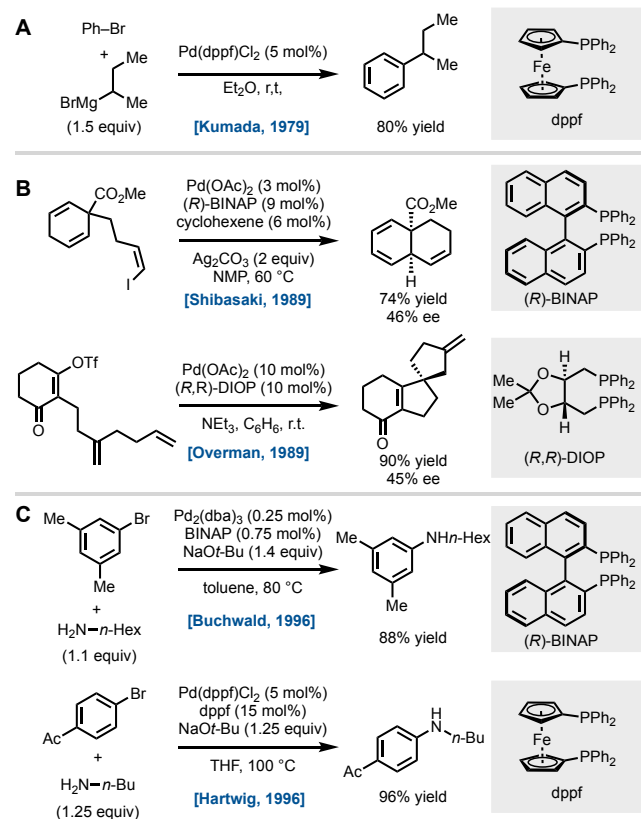 A
Ph–Br
+
BrMg
Me
Me
(1.5 equiv)
Pd(dppf)Cl2 (5 mol%)
Et2O, r,t,
[Kumada, 1979]
Me
Me
80% yield
PPh2
Fe
PPh2
dppf
B
CO2Me
I
Pd(OAc)2 (3 mol%)
(R)-BINAP (9 mol%)
cyclohexene (6 mol%)
Ag2CO3 (2 equiv)
NMP, 60 °C
[Shibasaki, 1989]
CO2Me
H
74% yield
46% ee
PPh2
PPh2
(R)-BINAP
OTf
O
Pd(OAc)2 (10 mol%)
(R,R)-DIOP (10 mol%)
NEt3, C6H6, r.t.
[Overman, 1989]
O
90% yield
45% ee
H
Me
O
PPh2
Me
O
PPh2
H
(R,R)-DIOP
C
Me
Br
Me
+
H2N–n-Hex
(1.1 equiv)
Pd2(dba)3 (0.25 mol%)
BINAP (0.75 mol%)
NaOt-Bu (1.4 equiv)
toluene, 80 °C
[Buchwald, 1996]
Me
NHn-Hex
Me
88% yield
PPh2
PPh2
(R)-BINAP
Br
Ac
+
H2N–n-Bu
(1.25 equiv)
Pd(dppf)Cl2 (5 mol%)
dppf (15 mol%)
NaOt-Bu (1.25 equiv)
THF, 100 °C
[Hartwig, 1996]
H
N
n-Bu
Ac
96% yield
PPh2
Fe
PPh2
dppf